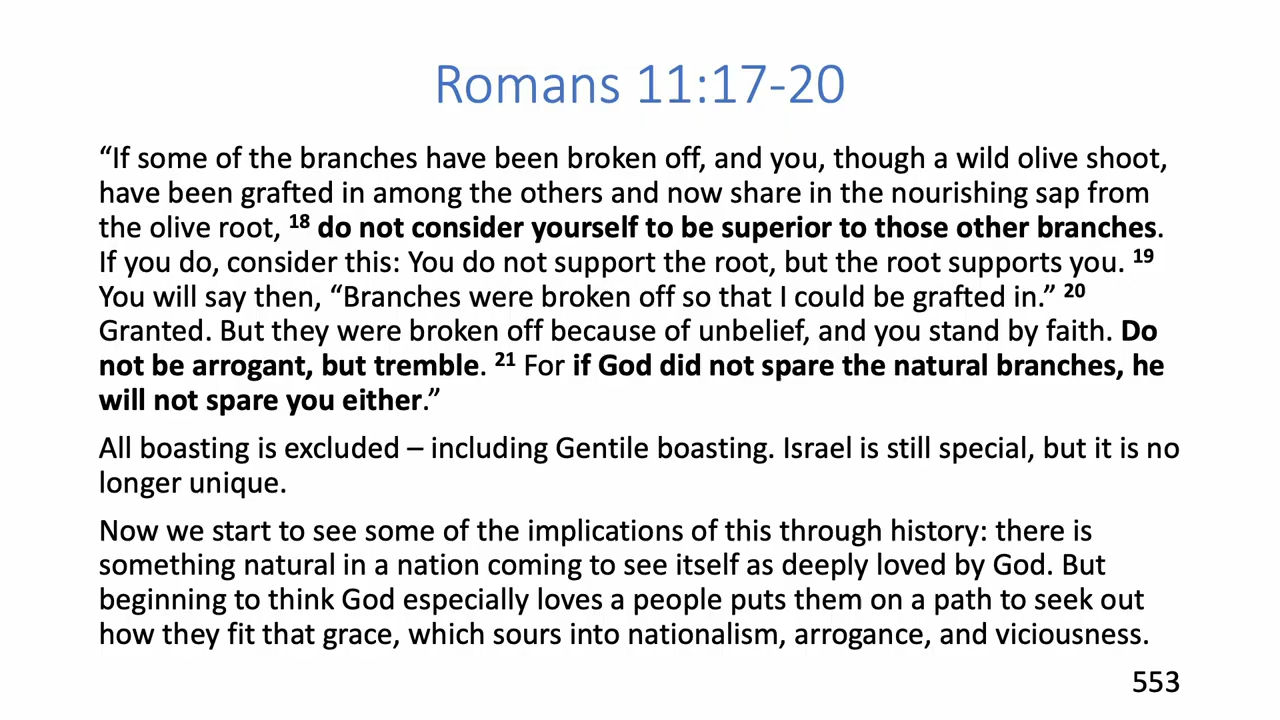 Romans 11:17-20
“If some of the branches have been broken off, and you, though a wild olive shoot,
have been grafted in among the others and now share in the nourishing sap from
the olive root, 18 do not consider yourself to be superior to those other branches.
If you do, consider this: You do not support the root, but the root supports you. 19
You will say then, “Branches were broken off so that I could be grafted in.” 20
Granted. But they were broken off because of unbelief, and you stand by faith. Do
not be arrogant, but tremble. 21 For if God did not spare the natural branches, he
will not spare you either.”
All boasting is excluded – including Gentile boasting. Israel is still special, but it is no
longer unique.
Now we start to see some of the implications of this through history: there is
something natural in a nation coming to see itself as deeply loved by God. But
beginning to think God especially loves a people puts them on a path to seek out
how they fit that grace, which sours into nationalism, arrogance, and viciousness.
553